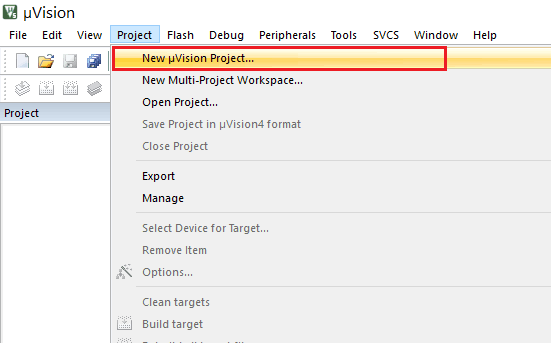 µVision
File Edit View Project Flash Debug Peripherals Tools SVCS Window Help
New µVision Project...
New Multi-Project Workspace...
Open Project...
Project
Save Project in µVision4 format
Close Project
Export
Manage
Select Device for Target...
Remove Item
Options...
Clean targets
Build target